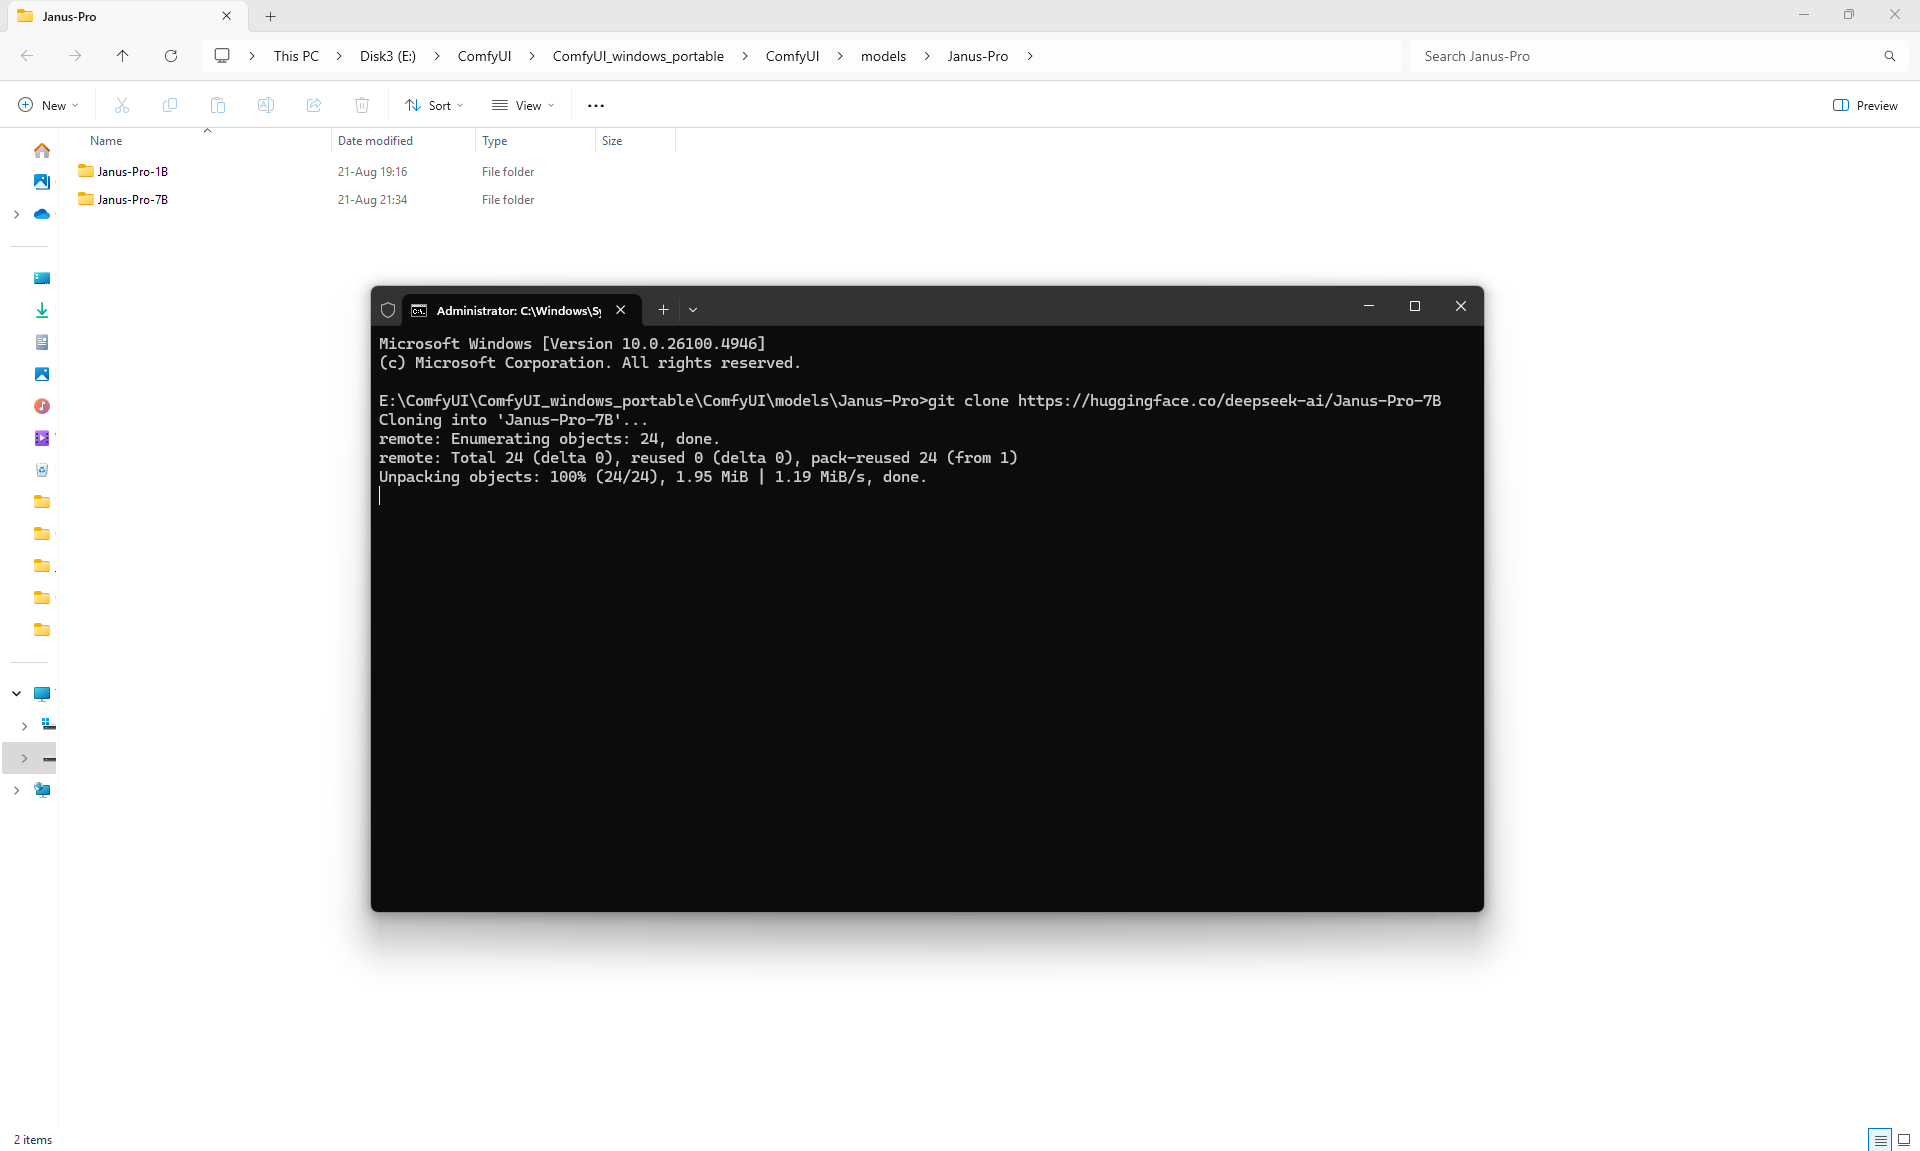 Janus-Pro
This PC
Disk3 (E:)
ComfyUI
ComfyUI_windows_portable
ComfyUI
models
Janus-Pro
Search Janus-Pro
New
Sort
View
Preview
Name
Date modified
Type
Size
Janus-Pro-1B
21-Aug 19:16
File folder
Janus-Pro-7B
21-Aug 21:34
File folder
Administrator: C:\Windows\Sy
Microsoft Windows [Version 10.0.26100.4946]
(c) Microsoft Corporation. All rights reserved.
E:\ComfyUI\ComfyUI_windows_portable\ComfyUI\models\Janus-Pro>git clone https://huggingface.co/deepseek-ai/Janus-Pro-7B
Cloning into 'Janus-Pro-7B'...
remote: Enumerating objects: 24, done.
remote: Total 24 (delta 0), reused 0 (delta 0), pack-reused 24 (from 1)
Unpacking objects: 100% (24/24), 1.95 MiB | 1.19 MiB/s, done.
2 items